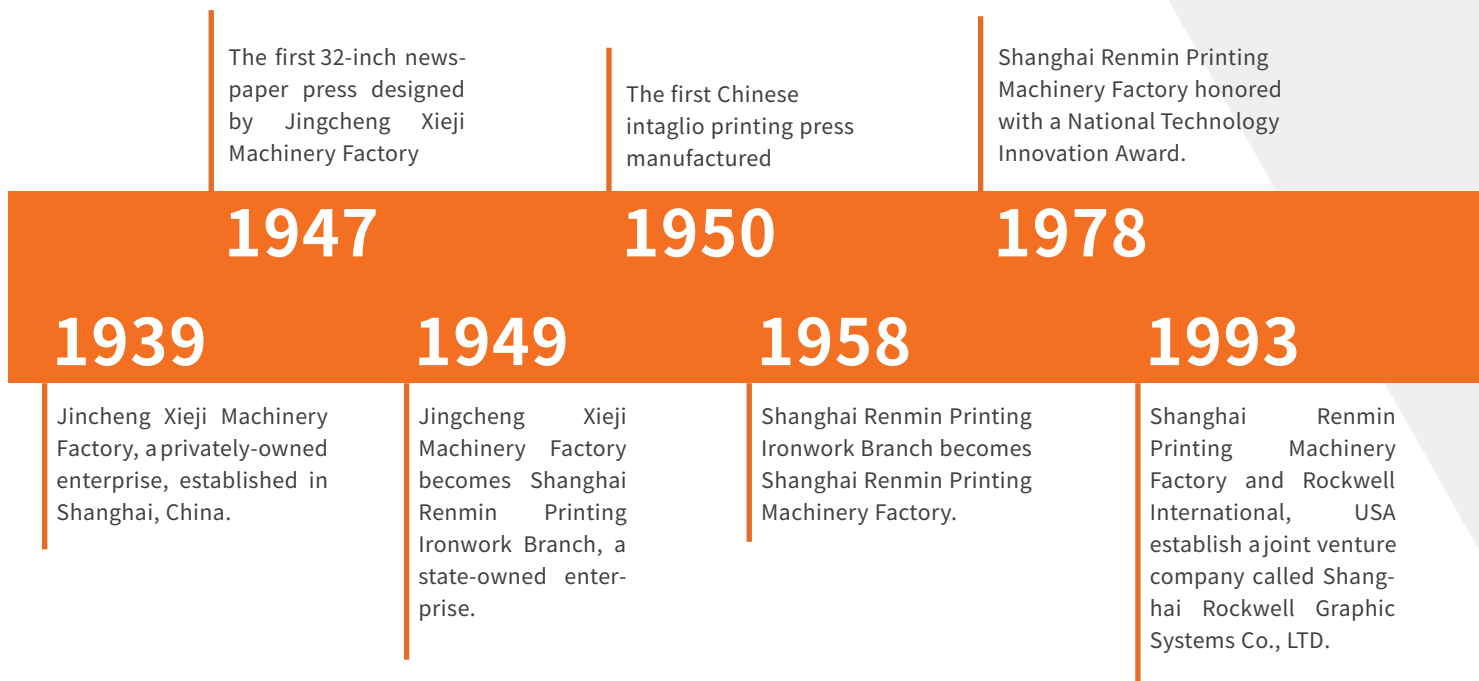 The first 32-inch news-
paper press designed
by Jingcheng Xieji
Machinery Factory
The first Chinese
intaglio printing press
manufactured
Shanghai Renmin Printing
Machinery Factory honored
with a National Technology
Innovation Award.
1947
1950
1978
1939
1949
1958
1993
Jincheng Xieji Machinery
Factory, a privately-owned
enterprise, established in
Shanghai, China.
Jingcheng Xieji
Machinery Factory
becomes Shanghai
Renmin Printing
Ironwork Branch, a
state-owned enter-
prise.
Shanghai Renmin Printing
Ironwork Branch becomes
Shanghai Renmin Printing
Machinery Factory.
Shanghai Renmin
Printing Machinery
Factory and Rockwell
International, USA
establish a joint venture
company called Shang-
hai Rockwell Graphic
Systems Co., LTD.